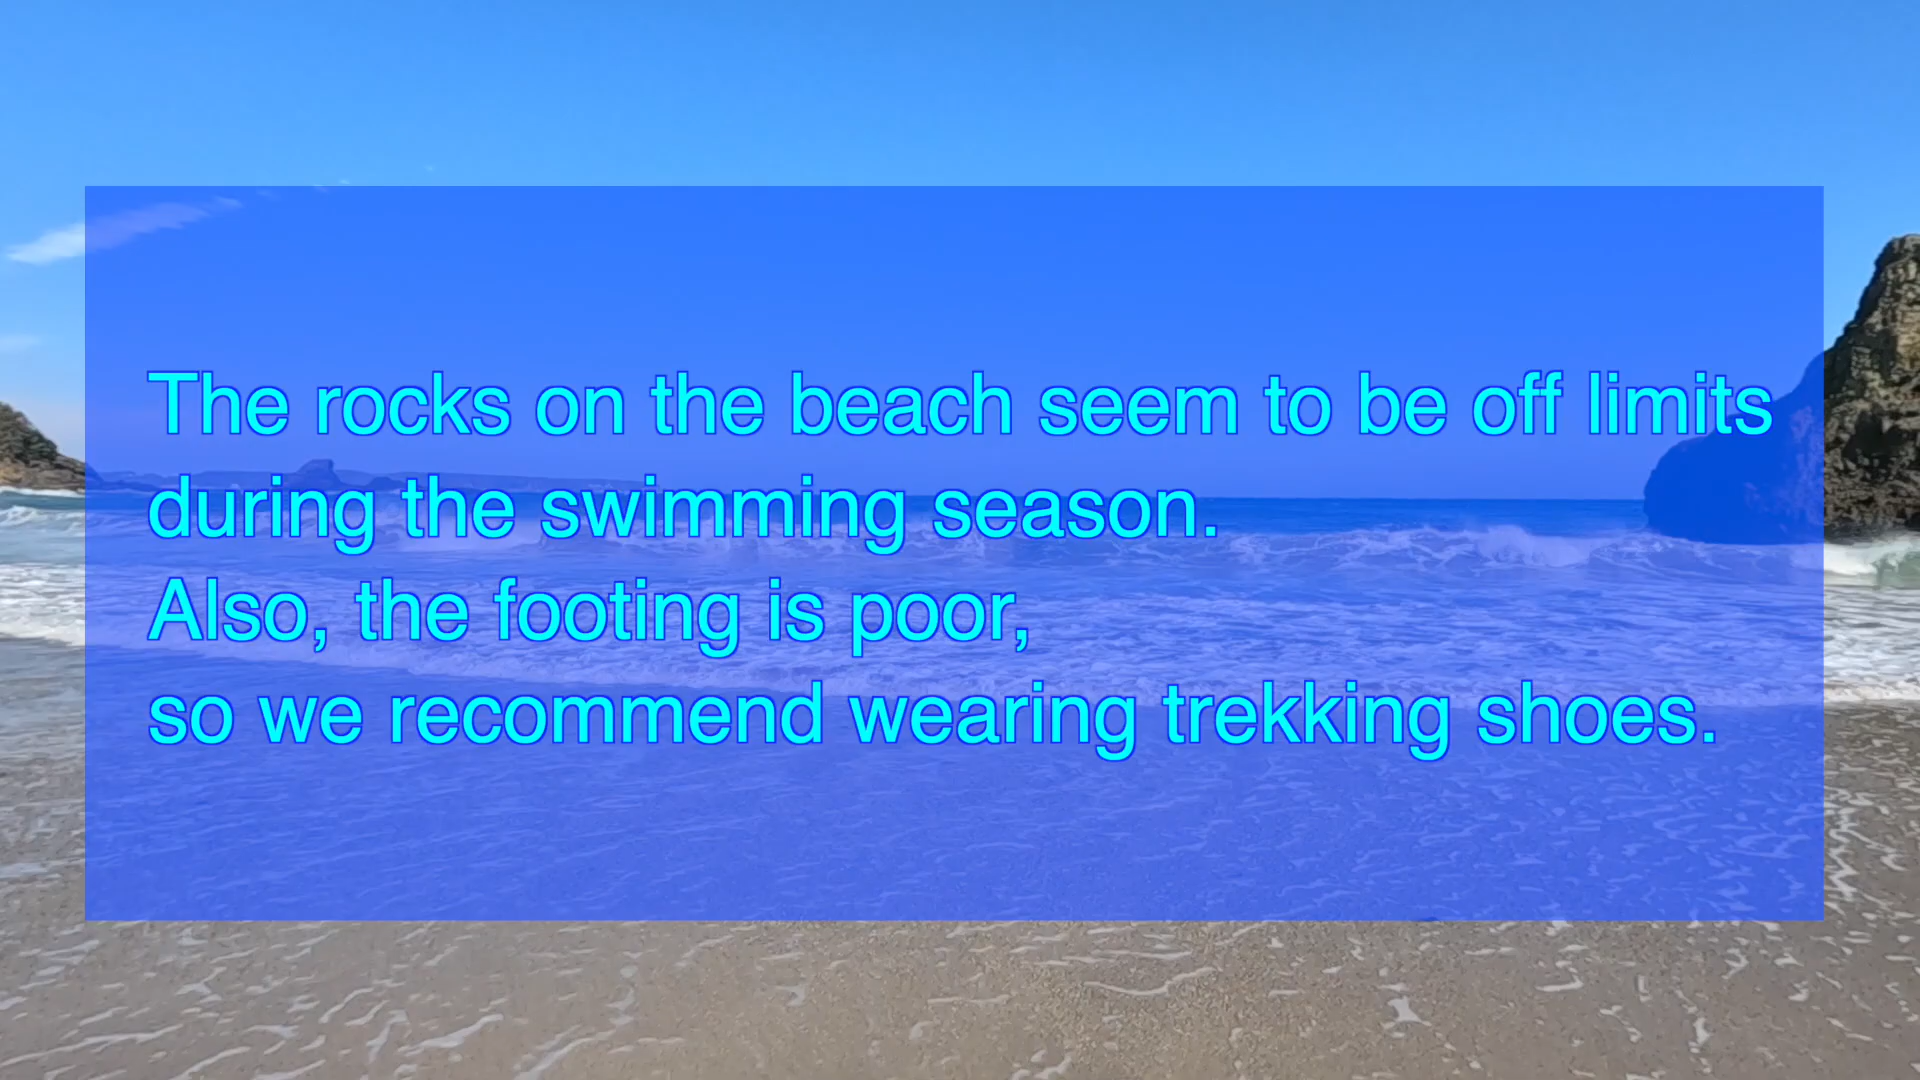 The rocks on the beach seem to be off limits
during the swimming season.
Also, the footing is poor,
so we recommend wearing trekking shoes.